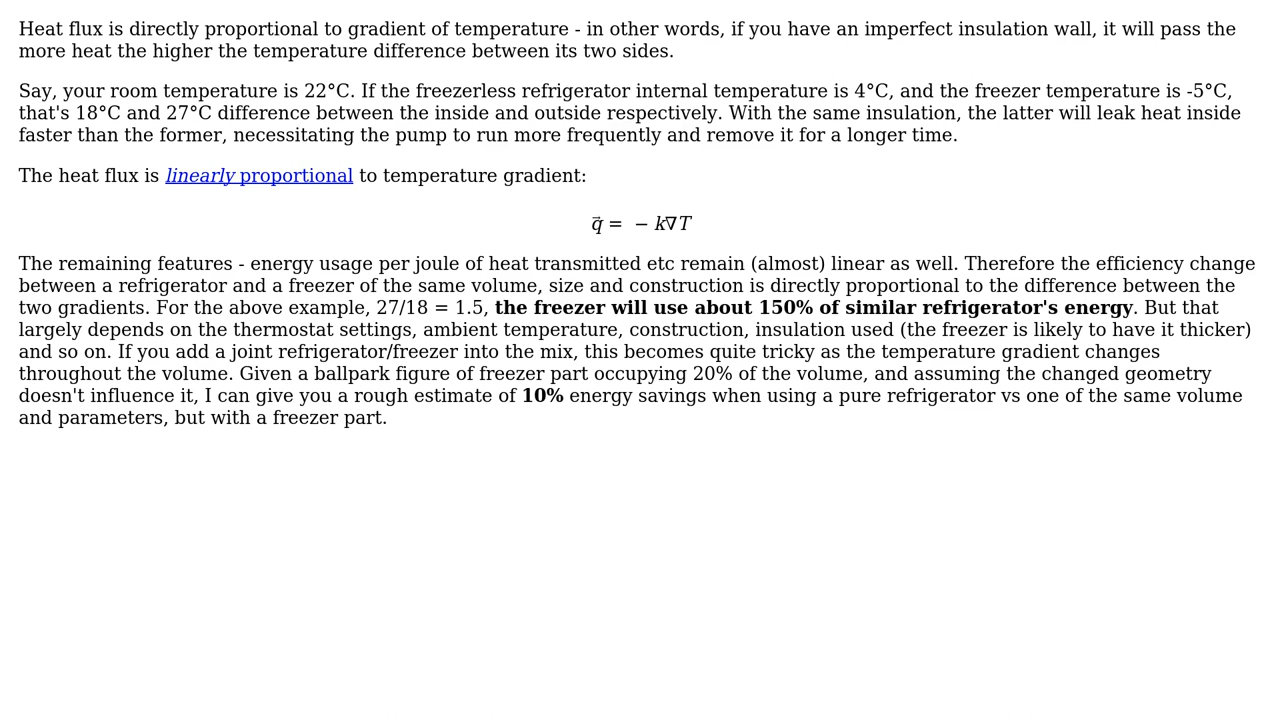 Heat flux is directly proportional to gradient of temperature - in other words, if you have an imperfect insulation wall, it will pass the
more heat the higher the temperature difference between its two sides.
Say, your room temperature is 22°C. If the freezerless refrigerator internal temperature is 4°C, and the freezer temperature is -5°C,
that's 18°C and 27°C difference between the inside and outside respectively. With the same insulation, the latter will leak heat inside
faster than the former, necessitating the pump to run more frequently and remove it for a longer time.
The heat flux is linearly proportional to temperature gradient:
q⃗ = − k∇T
The remaining features - energy usage per joule of heat transmitted etc remain (almost) linear as well. Therefore the efficiency change
between a refrigerator and a freezer of the same volume, size and construction is directly proportional to the difference between the
two gradients. For the above example, 27/18 = 1.5, the freezer will use about 150% of similar refrigerator's energy. But that
largely depends on the thermostat settings, ambient temperature, construction, insulation used (the freezer is likely to have it thicker)
and so on. If you add a joint refrigerator/freezer into the mix, this becomes quite tricky as the temperature gradient changes
throughout the volume. Given a ballpark figure of freezer part occupying 20% of the volume, and assuming the changed geometry
doesn't influence it, I can give you a rough estimate of 10% energy savings when using a pure refrigerator vs one of the same volume
and parameters, but with a freezer part.